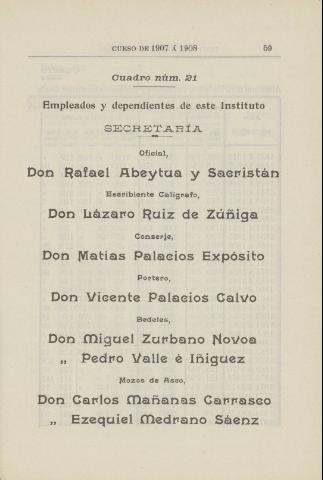 CURSO DE 1907 Á 1908 59
Cuadro núm. 21
Empleados y dependientes de este Instituto
SECRETARÍA
Oficial,
Don Rafael Abeytua y Sacristán
Escribiente Calígrafo,
Don Lázaro Ruiz de Zúñiga
Conserje,
Don Matías Palacios Expósito
Portero,
Don Vicente Palacios Calvo
Bedeles,
Don Miguel Zurbano Novoa
„ Pedro Valle é Iñiguez
Mozos de Aseo,
Don Carlos Mañanas Carrasco
„ Ezequiel Medrano Sáenz